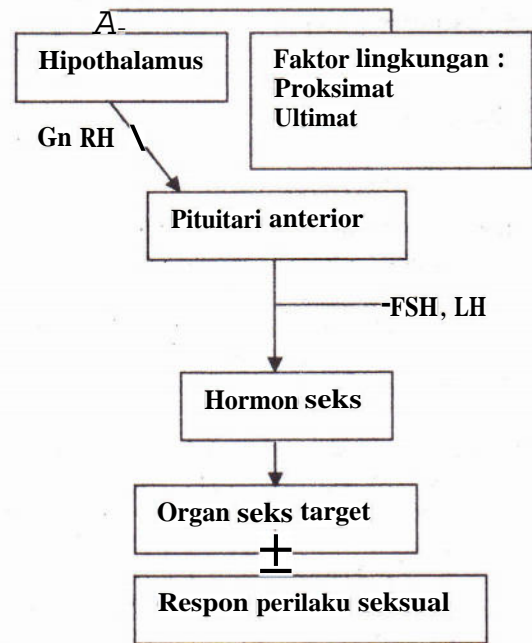 A-
Hipothalamus
Faktor lingkungan :
Proksimat
Ultimat
Gn RH
Pituitari anterior
-FSH, LH
Hormon seks
Organ seks target
Respon perilaku seksual